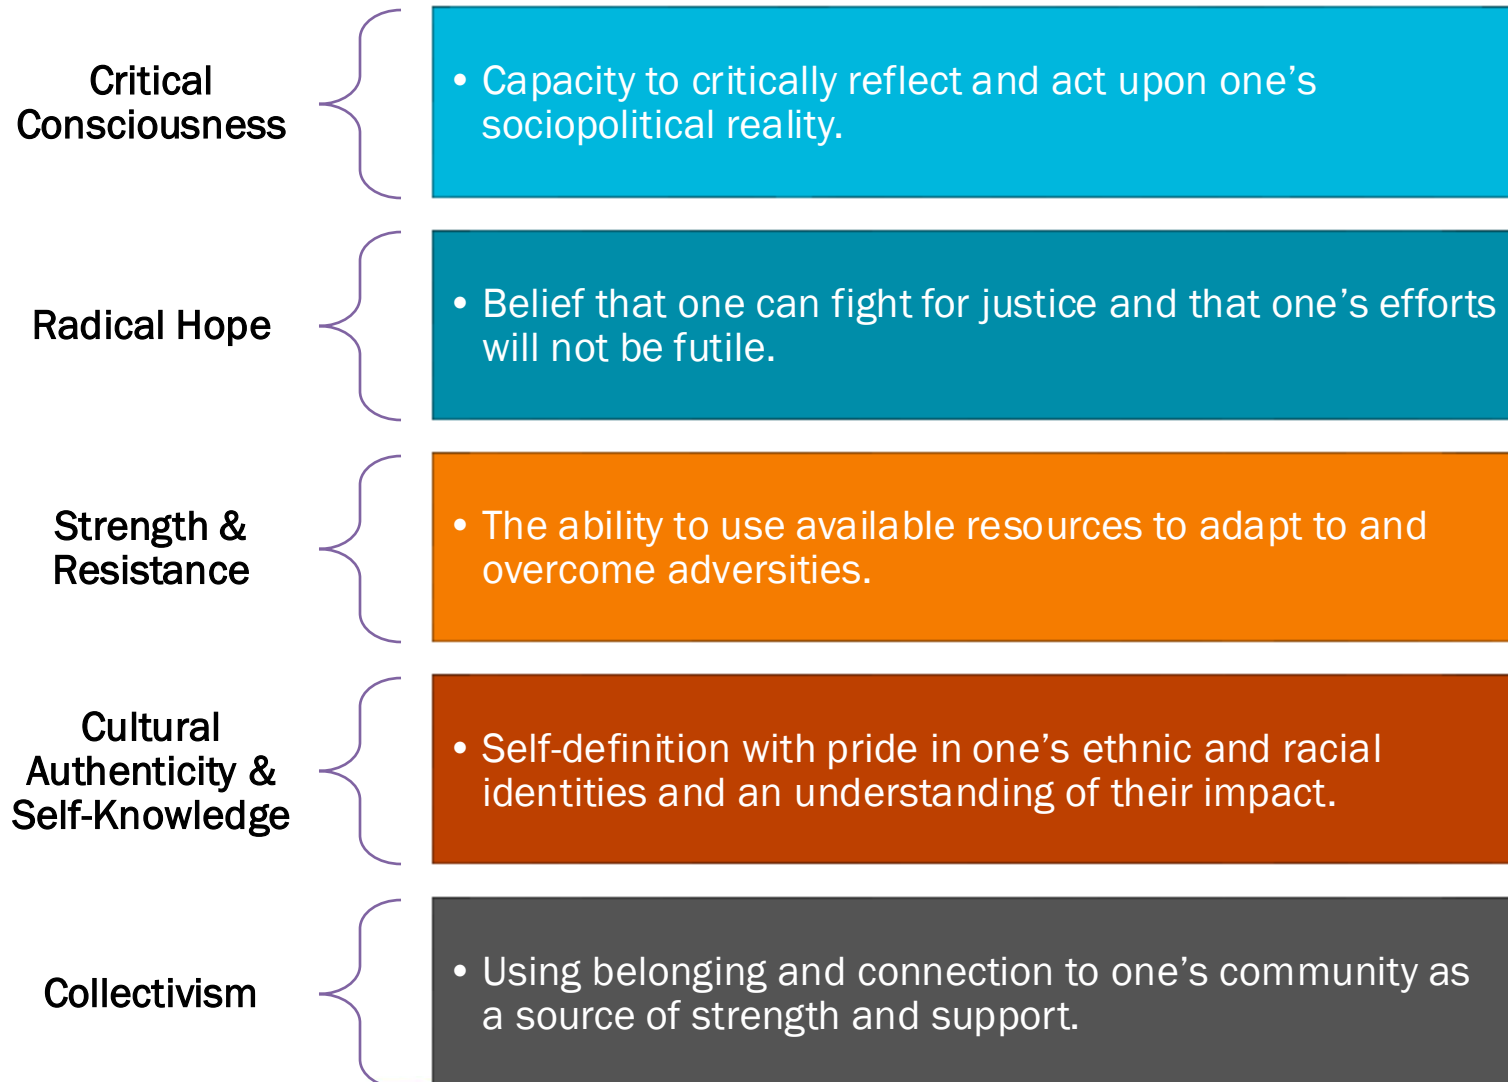 Critical
Consciousness
• Capacity to critically reflect and act upon one’s
sociopolitical reality.
Radical Hope
• Belief that one can fight for justice and that one’s efforts
will not be futile.
Strength &
Resistance
• The ability to use available resources to adapt to and
overcome adversities.
Cultural
Authenticity &
Self-Knowledge
• Self-definition with pride in one’s ethnic and racial
identities and an understanding of their impact.
Collectivism
• Using belonging and connection to one’s community as
a source of strength and support.